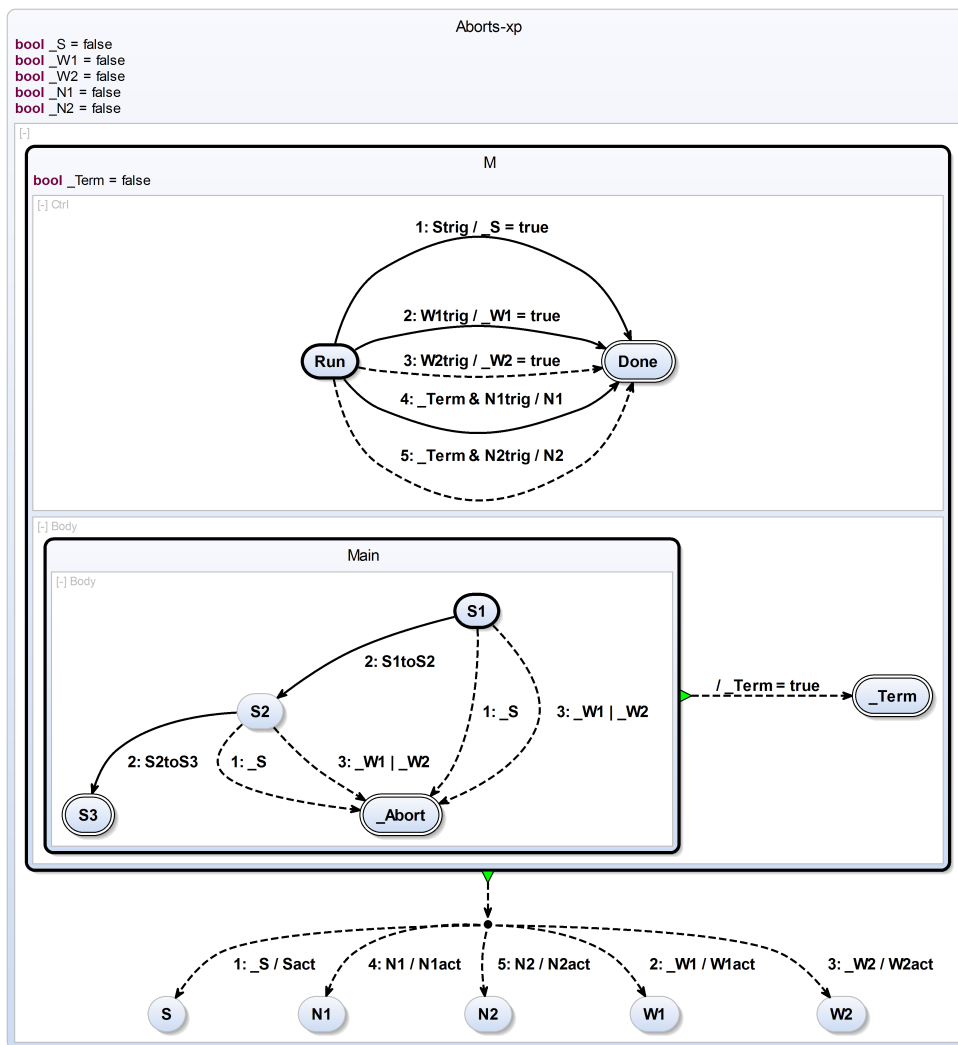 Aborts-xp
bool _S = false
bool _W1 = false
bool _W2 = false
bool _N1 = false
bool _N2 = false
[-]
M
bool _Term = false
[-] Ctrl
1: Strig / _S = true
2: W1trig / _W1 = true
Run
3: W2trig / _W2 = true
Done
4: _Term & N1trig / N1
5: _Term & N2trig / N2
[-] Body
Main
[-] Body
S1
2: S1toS2
/ _Term = true
_Term
S2
1: _S
3: _W1 | _W2
2: S2toS3
1: _S
3: _W1 | _W2
S3
_Abort
1: _S / Sact
4: N1 / N1act
5: N2 / N2act
2: _W1 / W1act
3: _W2 / W2act
S
N1
N2
W1
W2